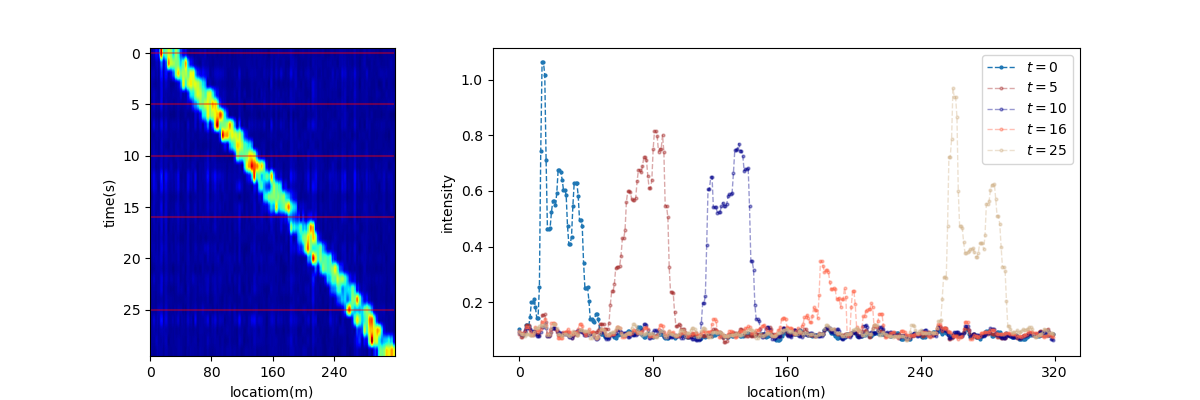 0
5
10
15
20
25
time(s)
0
80
160
240
locatiom(m)
1.0
0.8
0.6
0.4
0.2
intensity
0
80
160
240
320
location(m)
t = 0
t = 5
t = 10
t = 16
t = 25